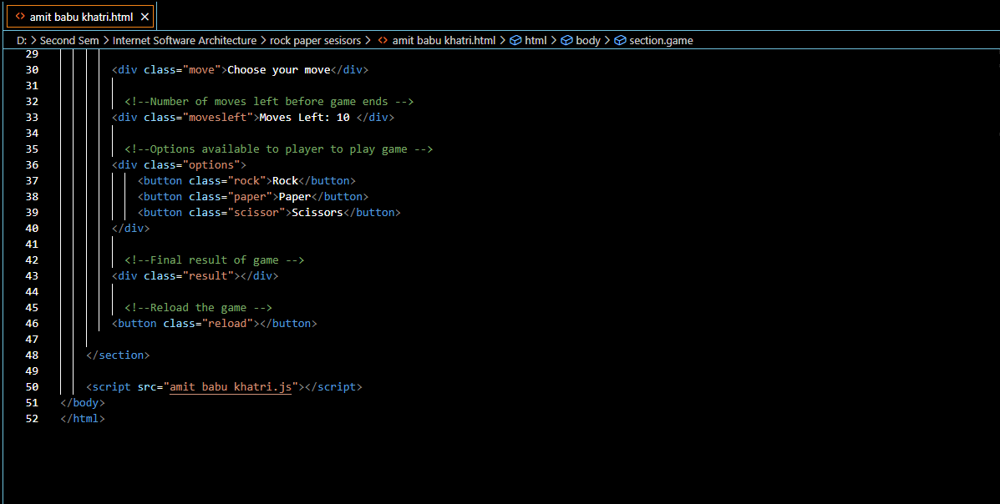 amit babu khatri.html
D: > Second Sem > Internet Software Architecture > rock paper sesisors > amit babu khatri.html > html > body > section.game
29
30 <div class="move">Choose your move</div>
31
32 <!--Number of moves left before game ends -->
33 <div class="movesleft">Moves Left: 10 </div>
34
35 <!--Options available to player to play game -->
36 <div class="options">
37 <button class="rock">Rock</button>
38 <button class="paper">Paper</button>
39 <button class="scissor">Scissors</button>
40 </div>
41
42 <!--Final result of game -->
43 <div class="result"></div>
44
45 <!--Reload the game -->
46 <button class="reload"></button>
47
48 </section>
49
50 <script src="amit babu khatri.js"></script>
51 </body>
52 </html>